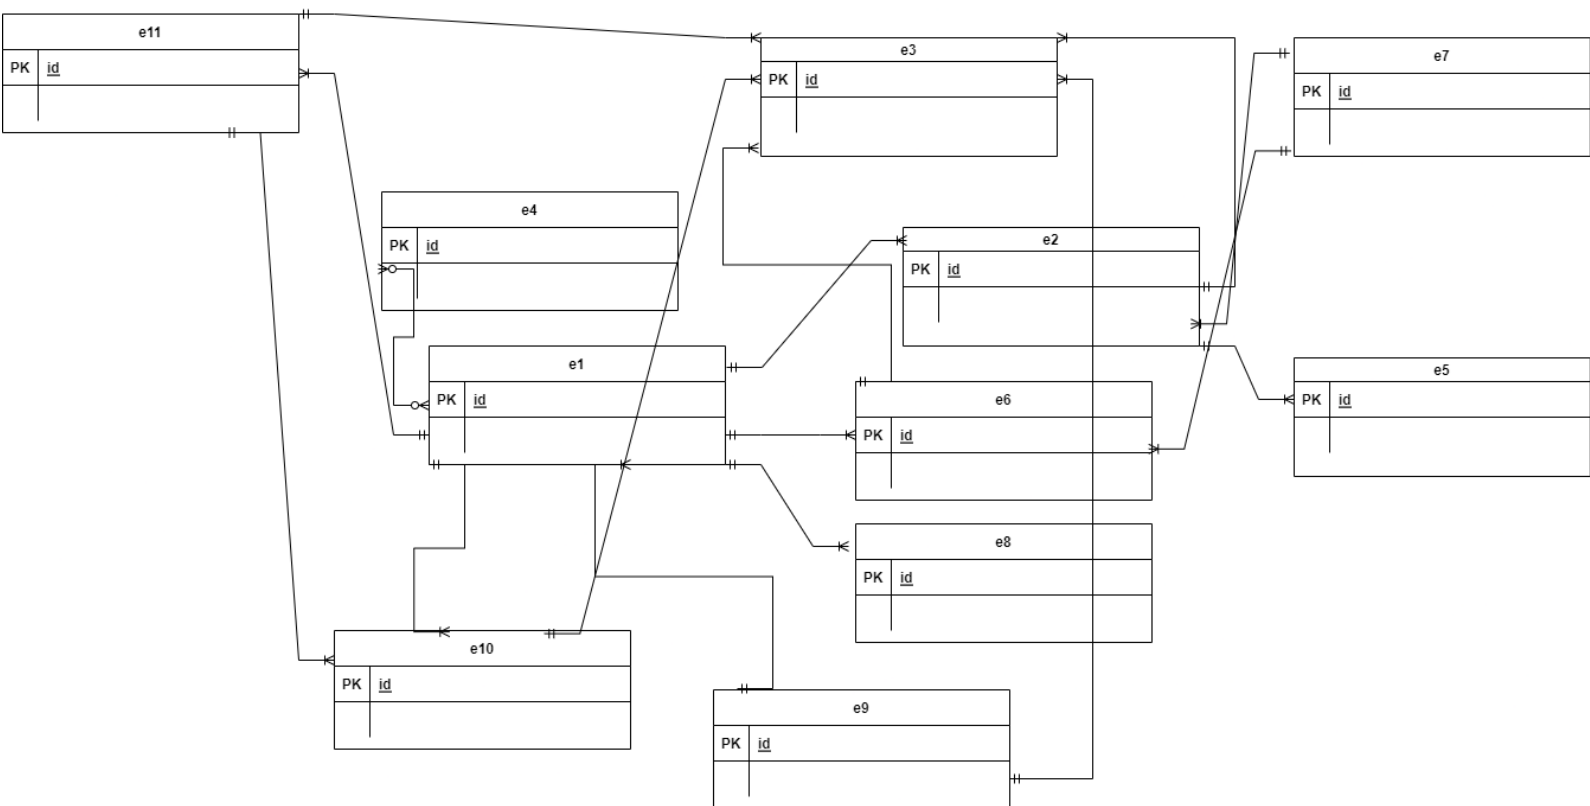 e11
PK id
e3
PK id
e7
PK id
e4
PK id
e2
PK id
e1
PK id
e5
PK id
e6
PK id
e8
PK id
e10
PK id
e9
PK id